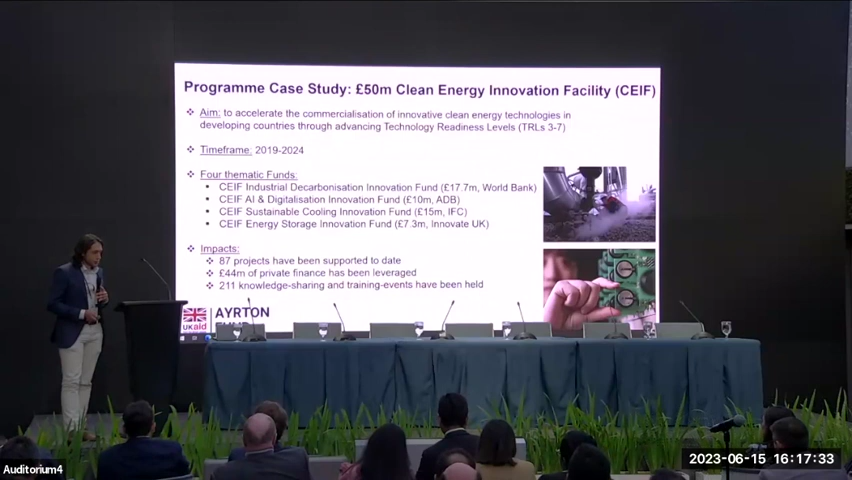 Programme Case Study: £50m Clean Energy Innovation Facility (CEIF)
Aim: to accelerate the commercialisation of innovative clean energy technologies in
developing countries through advancing Technology Readiness Levels (TRLs 3-7)
Timeframe: 2019-2024
Four thematic Funds:
CEIF Industrial Decarbonisation Innovation Fund (£17.7m, World Bank)
CEIF AI & Digitalisation Innovation Fund (£10m, ADB)
CEIF Sustainable Cooling Innovation Fund (£15m, IFC)
CEIF Energy Storage Innovation Fund (£7.3m, Innovate UK)
Impacts:
87 projects have been supported to date
£44m of private finance has been leveraged
211 knowledge-sharing and training-events have been held
UKaid
AYRTON
FUND
Auditorium4
2023-06-15 16:17:33